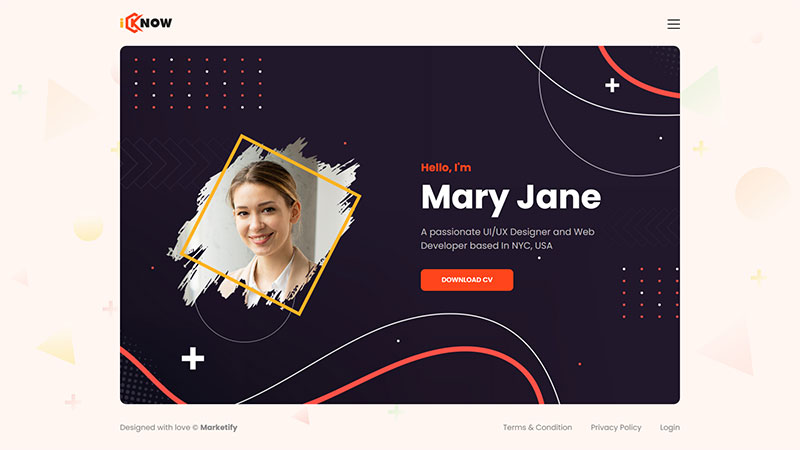 iKNOW
Hello, I'm
Mary Jane
A passionate UI/UX Designer and Web
Developer based In NYC, USA
DOWNLOAD CV
Designed with love © Marketify
Terms & Condition
Privacy Policy
Login